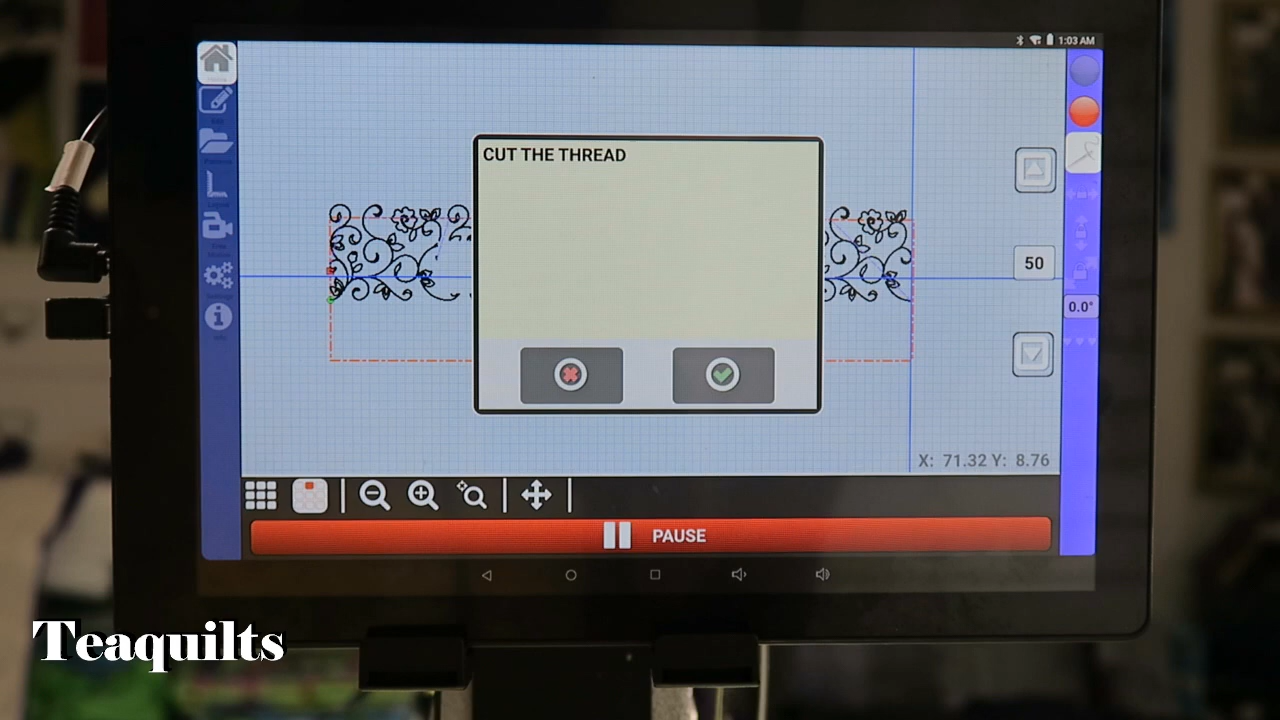 1:03 AM
CUT THE THREAD
50
0.0°
X: 71.32 Y: 8.76
PAUSE
Teaquilts